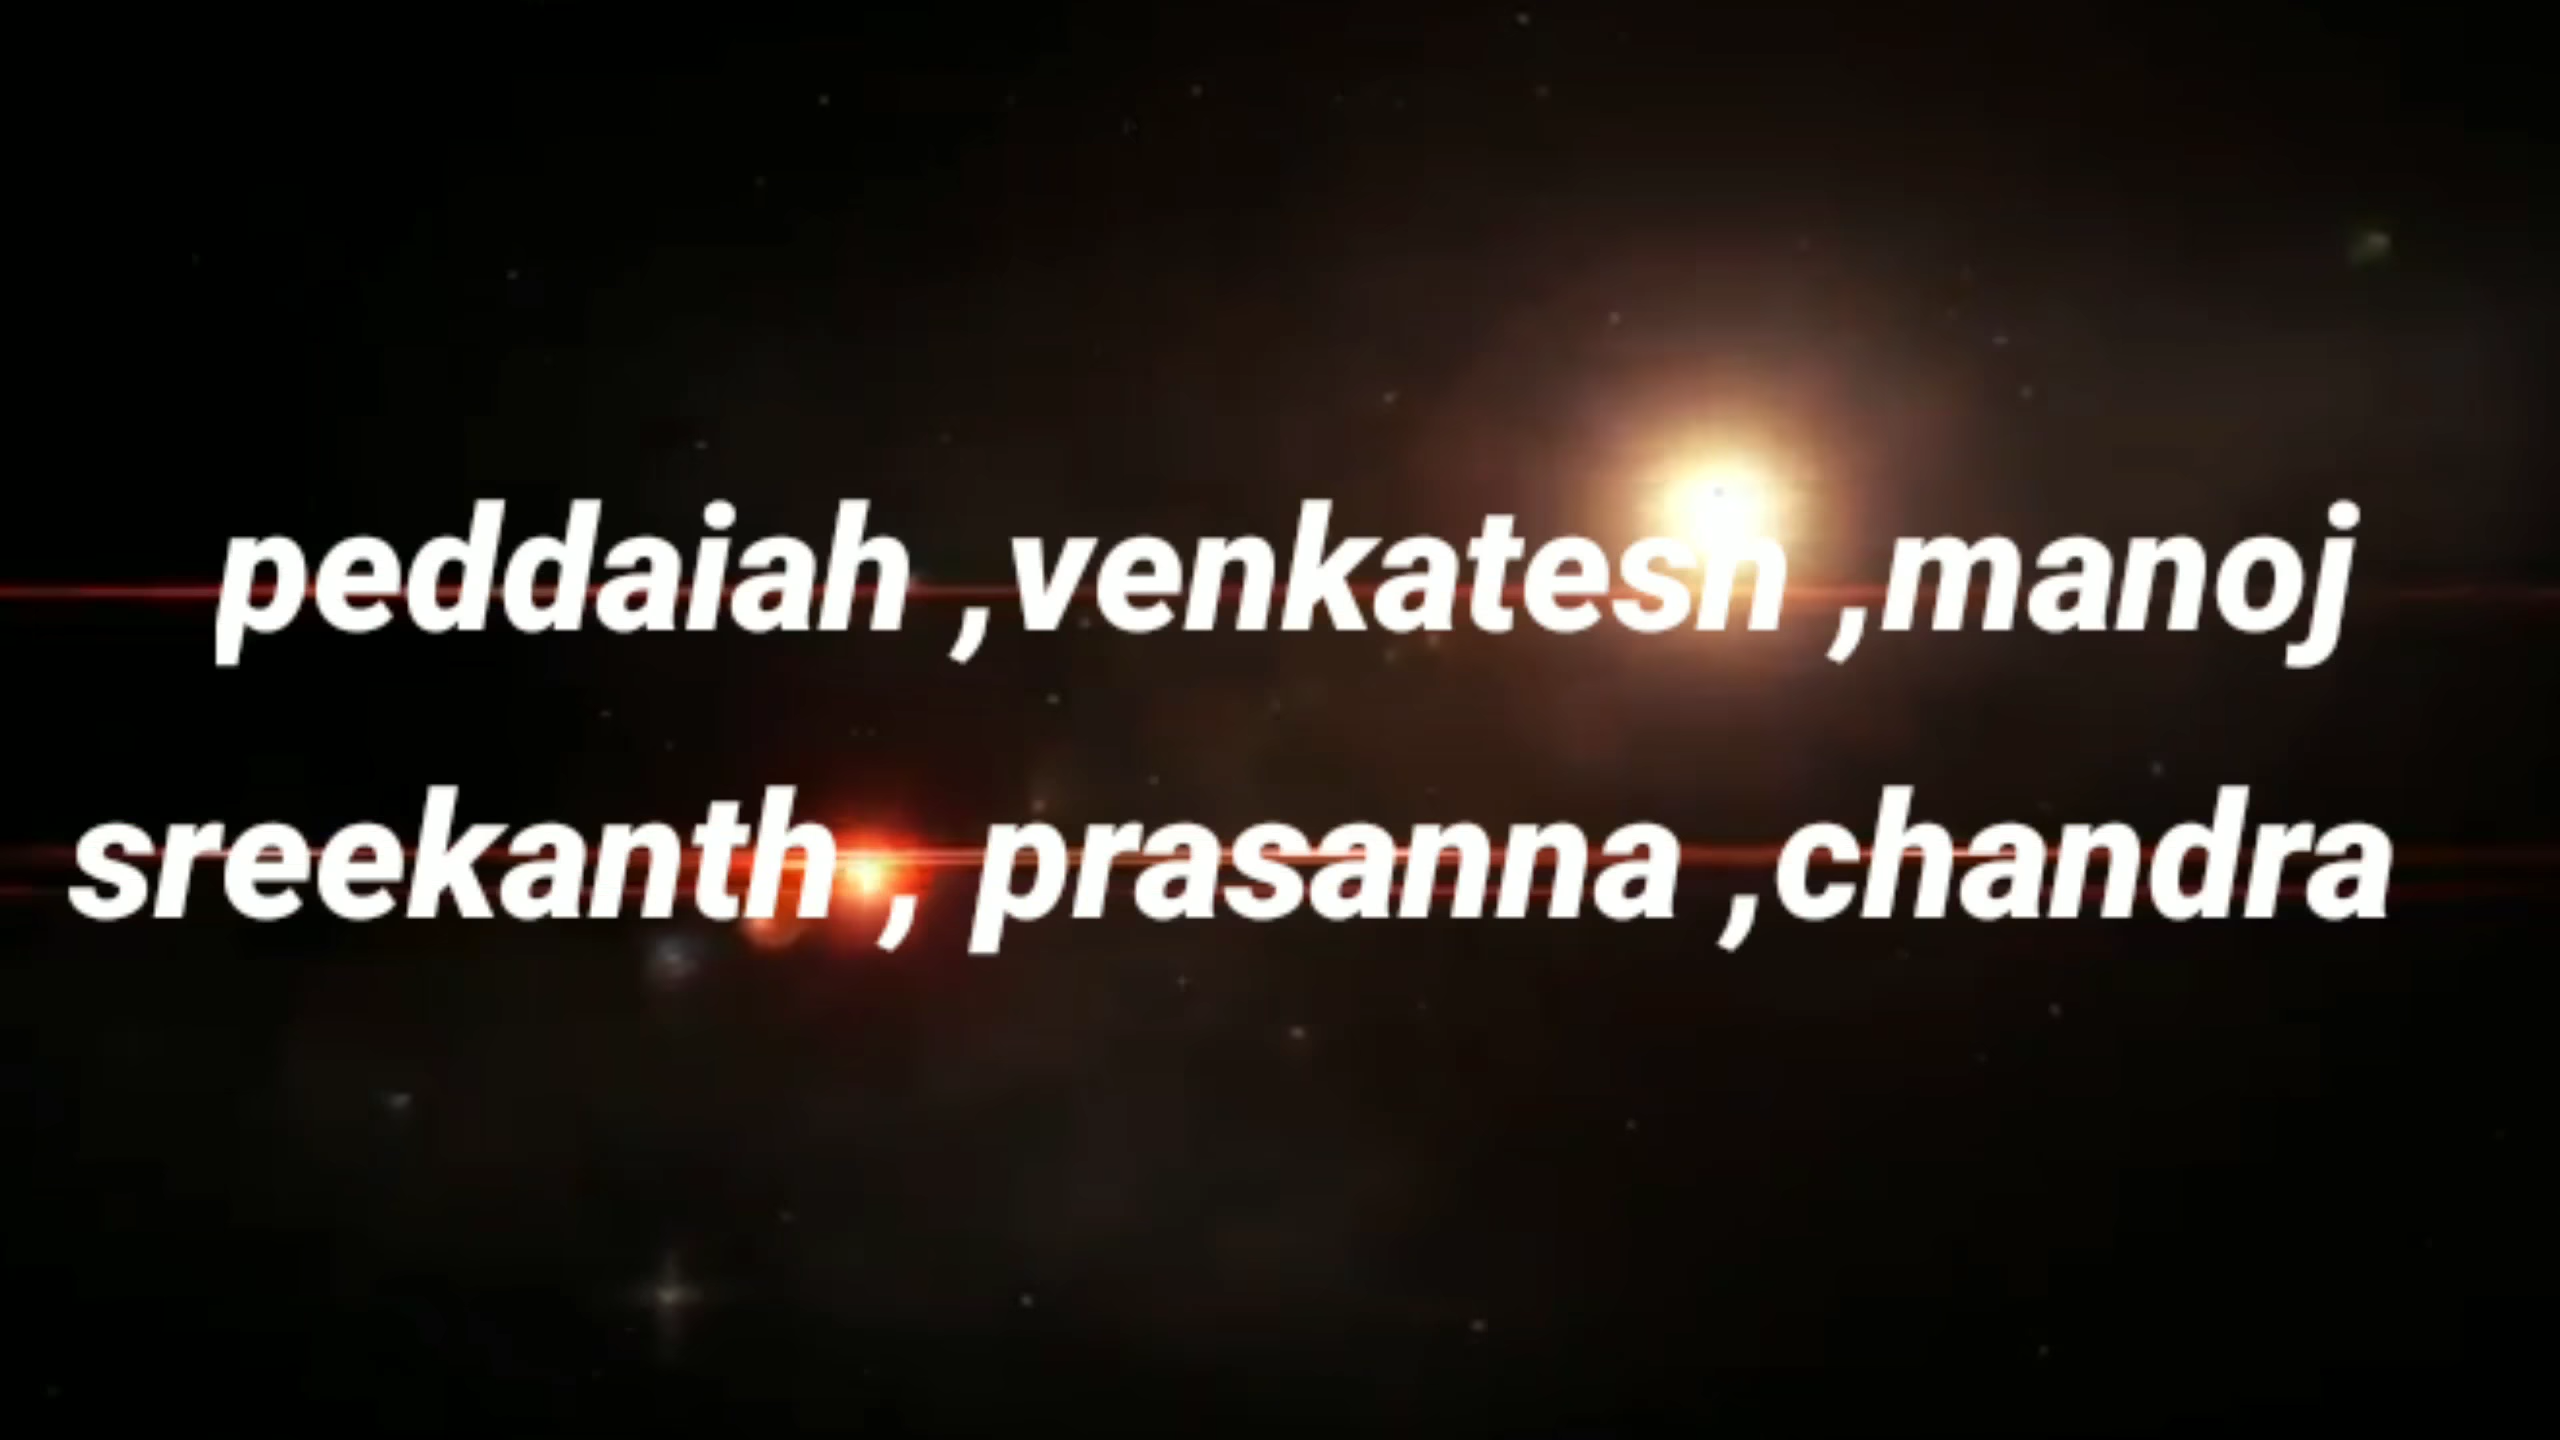 peddaiah ,venkatesh ,manoj
sreekanth , prasanna ,chandra